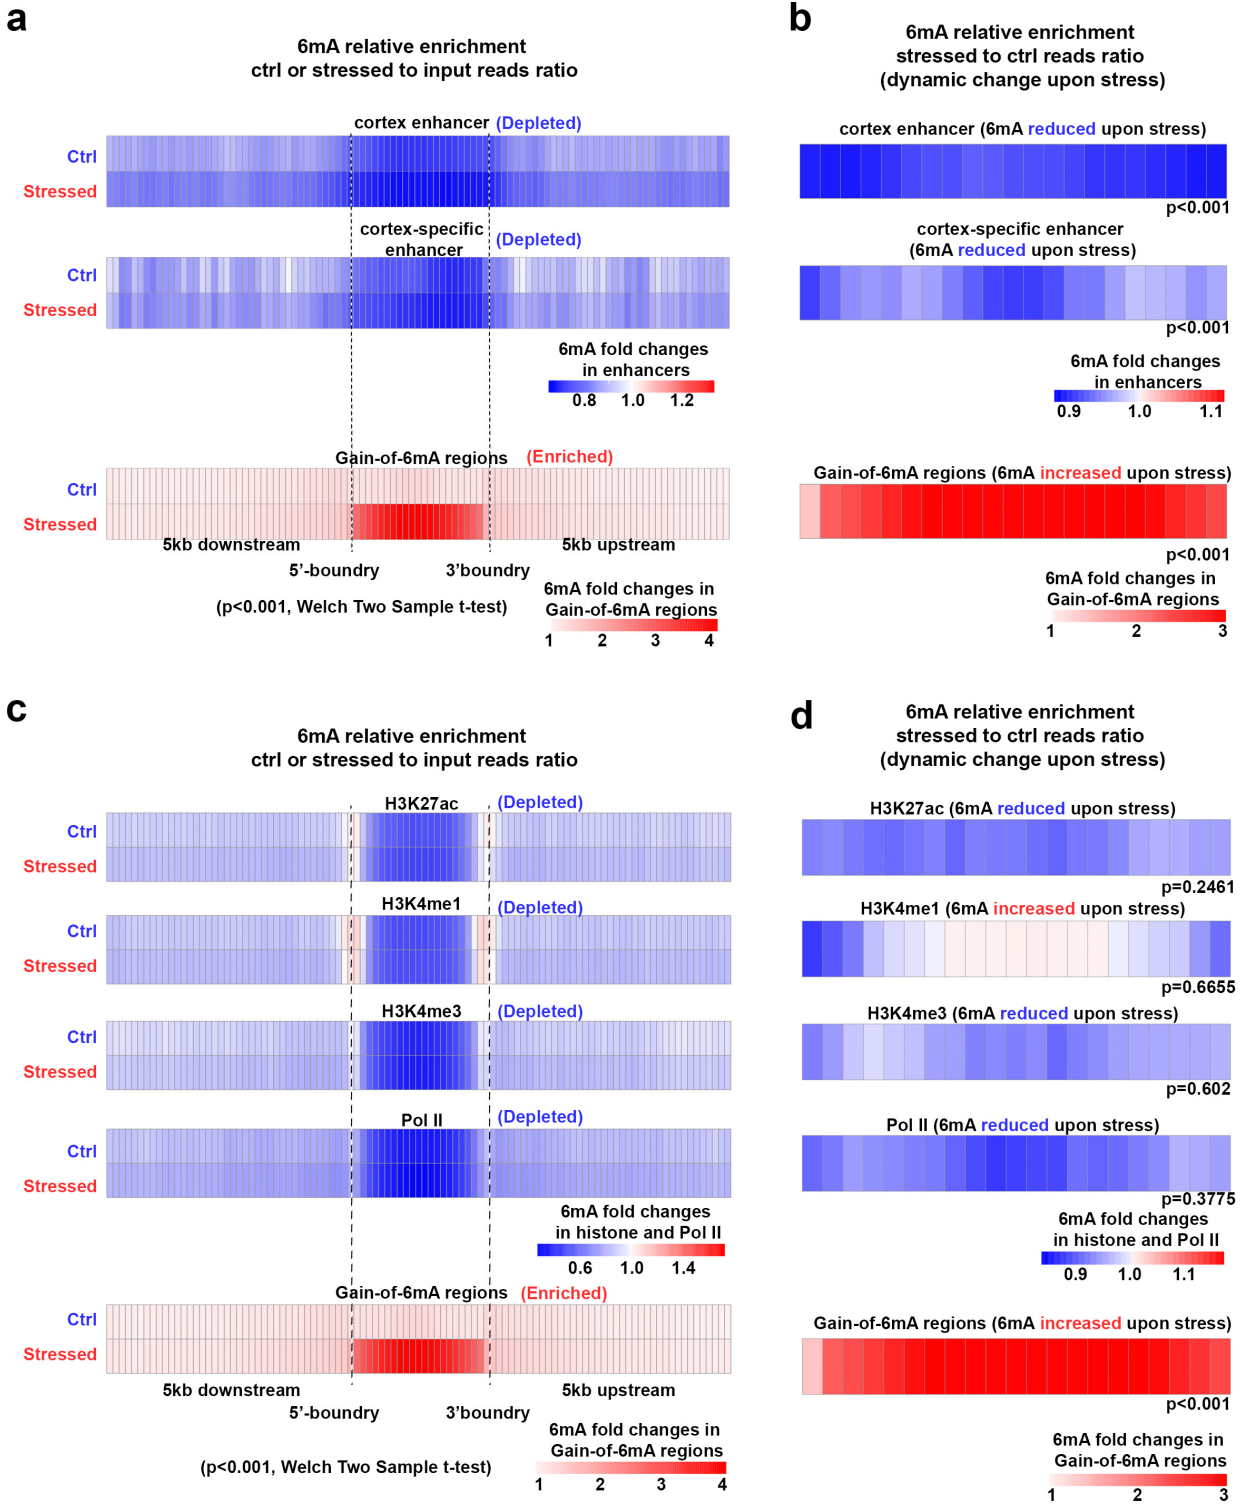 a
6mA relative enrichment
ctrl or stressed to input reads ratio
cortex enhancer (Depleted)
Ctrl
Stressed
cortex-specific
enhancer
(Depleted)
Ctrl
Stressed
6mA fold changes
in enhancers
0.8 1.0 1.2
Gain-of-6mA regions (Enriched)
Ctrl
Stressed
5kb downstream 5kb upstream
5’-boundry 3’boundry
(p<0.001, Welch Two Sample t-test)
6mA fold changes in
Gain-of-6mA regions
1 2 3 4
b
6mA relative enrichment
stressed to ctrl reads ratio
(dynamic change upon stress)
cortex enhancer (6mA reduced upon stress)
p<0.001
cortex-specific enhancer
(6mA reduced upon stress)
p<0.001
6mA fold changes
in enhancers
0.9 1.0 1.1
Gain-of-6mA regions (6mA increased upon stress)
p<0.001
6mA fold changes in
Gain-of-6mA regions
1 2 3
c
6mA relative enrichment
ctrl or stressed to input reads ratio
H3K27ac (Depleted)
Ctrl
Stressed
H3K4me1 (Depleted)
Ctrl
Stressed
H3K4me3 (Depleted)
Ctrl
Stressed
Pol II (Depleted)
Ctrl
Stressed
6mA fold changes
in histone and Pol II
0.6 1.0 1.4
Gain-of-6mA regions (Enriched)
Ctrl
Stressed
5kb downstream 5kb upstream
5’-boundry 3’boundry
(p<0.001, Welch Two Sample t-test)
6mA fold changes in
Gain-of-6mA regions
1 2 3 4
d
6mA relative enrichment
stressed to ctrl reads ratio
(dynamic change upon stress)
H3K27ac (6mA reduced upon stress)
p=0.2461
H3K4me1 (6mA increased upon stress)
p=0.6655
H3K4me3 (6mA reduced upon stress)
p=0.602
Pol II (6mA reduced upon stress)
p=0.3775
6mA fold changes
in histone and Pol II
0.9 1.0 1.1
Gain-of-6mA regions (6mA increased upon stress)
p<0.001
6mA fold changes in
Gain-of-6mA regions
1 2 3